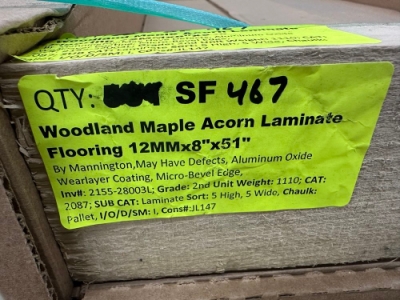 QTY: SF 467
Woodland Maple Acorn Laminate
Flooring 12MMx8"x51"
By Mannington,May Have Defects, Aluminum Oxide
Wearlayer Coating, Micro-Bevel Edge,
Inv#: 2155-28003L; Grade: 2nd Unit Weight: 1110; CAT:
2087; SUB CAT: Laminate Sort: 5 High, 5 Wide, Chaulk:
Pallet, I/O/D/SM: I, Cons#:JL147